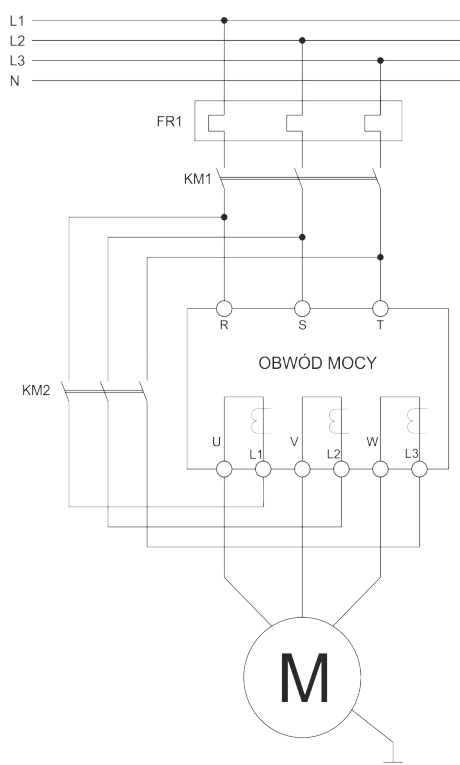 L1
L2
L3
N
FR1
KM1
R S T
OBWÓD MOCY
KM2
U L1 V L2 W L3
M